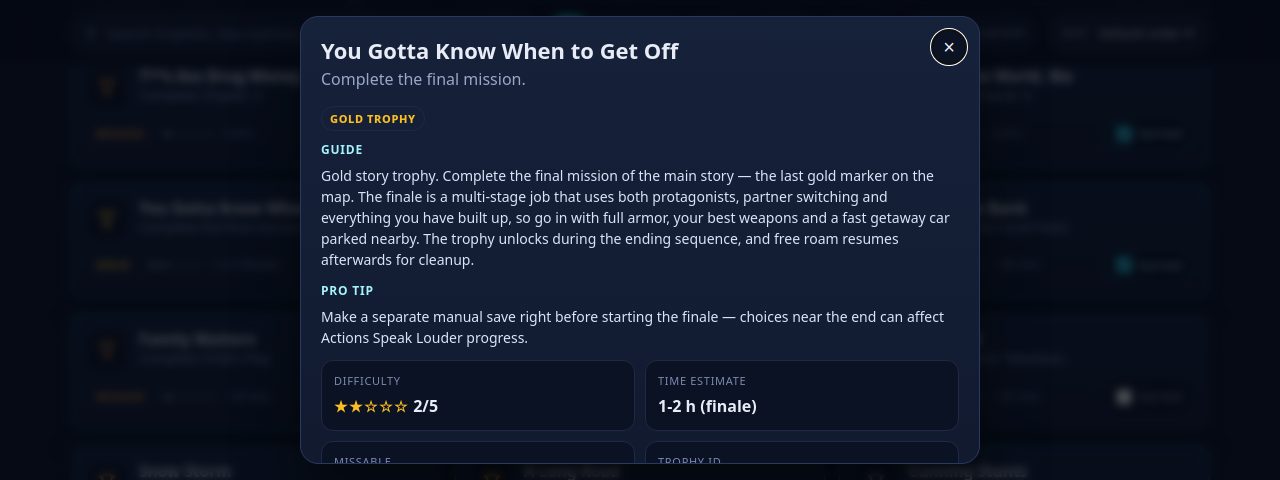 You Gotta Know When to Get Off
Complete the final mission.
GOLD TROPHY
GUIDE
Gold story trophy. Complete the final mission of the main story — the last gold marker on the
map. The finale is a multi-stage job that uses both protagonists, partner switching and
everything you have built up, so go in with full armor, your best weapons and a fast getaway car
parked nearby. The trophy unlocks during the ending sequence, and free roam resumes
afterwards for cleanup.
PRO TIP
Make a separate manual save right before starting the finale — choices near the end can affect
Actions Speak Louder progress.
DIFFICULTY
★★☆☆☆ 2/5
TIME ESTIMATE
1-2 h (finale)
MISSABLE
TROPHY ID
Snow Storm